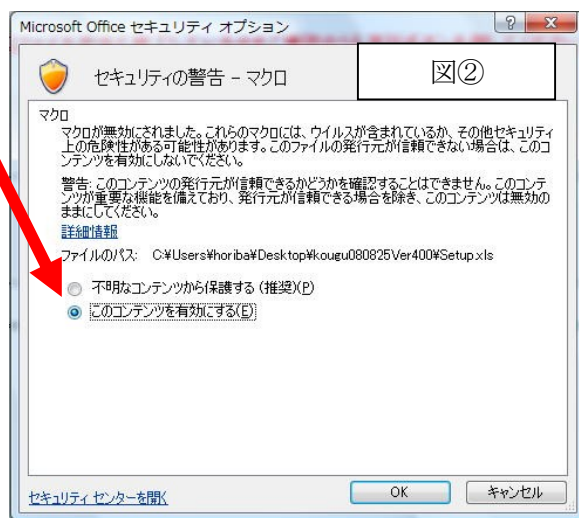 Microsoft Office セキュリティ オプション
セキュリティの警告 - マクロ
図②
マクロ
マクロが無効にされました。これらのマクロには、ウイルスが含まれているか、その他セキュリティ
上の危険性がある可能性があります。このファイルの発行元が信頼できない場合は、このコ
ンテンツを有効にしないでください。
警告: このコンテンツの発行元が信頼できるかどうかを確認することはできません。このコンテ
ンツが重要な機能を備えており、発行元が信頼できる場合を除き、このコンテンツは無効の
ままにしてください。
詳細情報
ファイルのパス: C:¥Users¥horiba¥Desktop¥kougu080825Ver400¥Setup.xls
不明なコンテンツから保護する (推奨)(P)
このコンテンツを有効にする(E)
セキュリティ センターを開く
OK
キャンセル